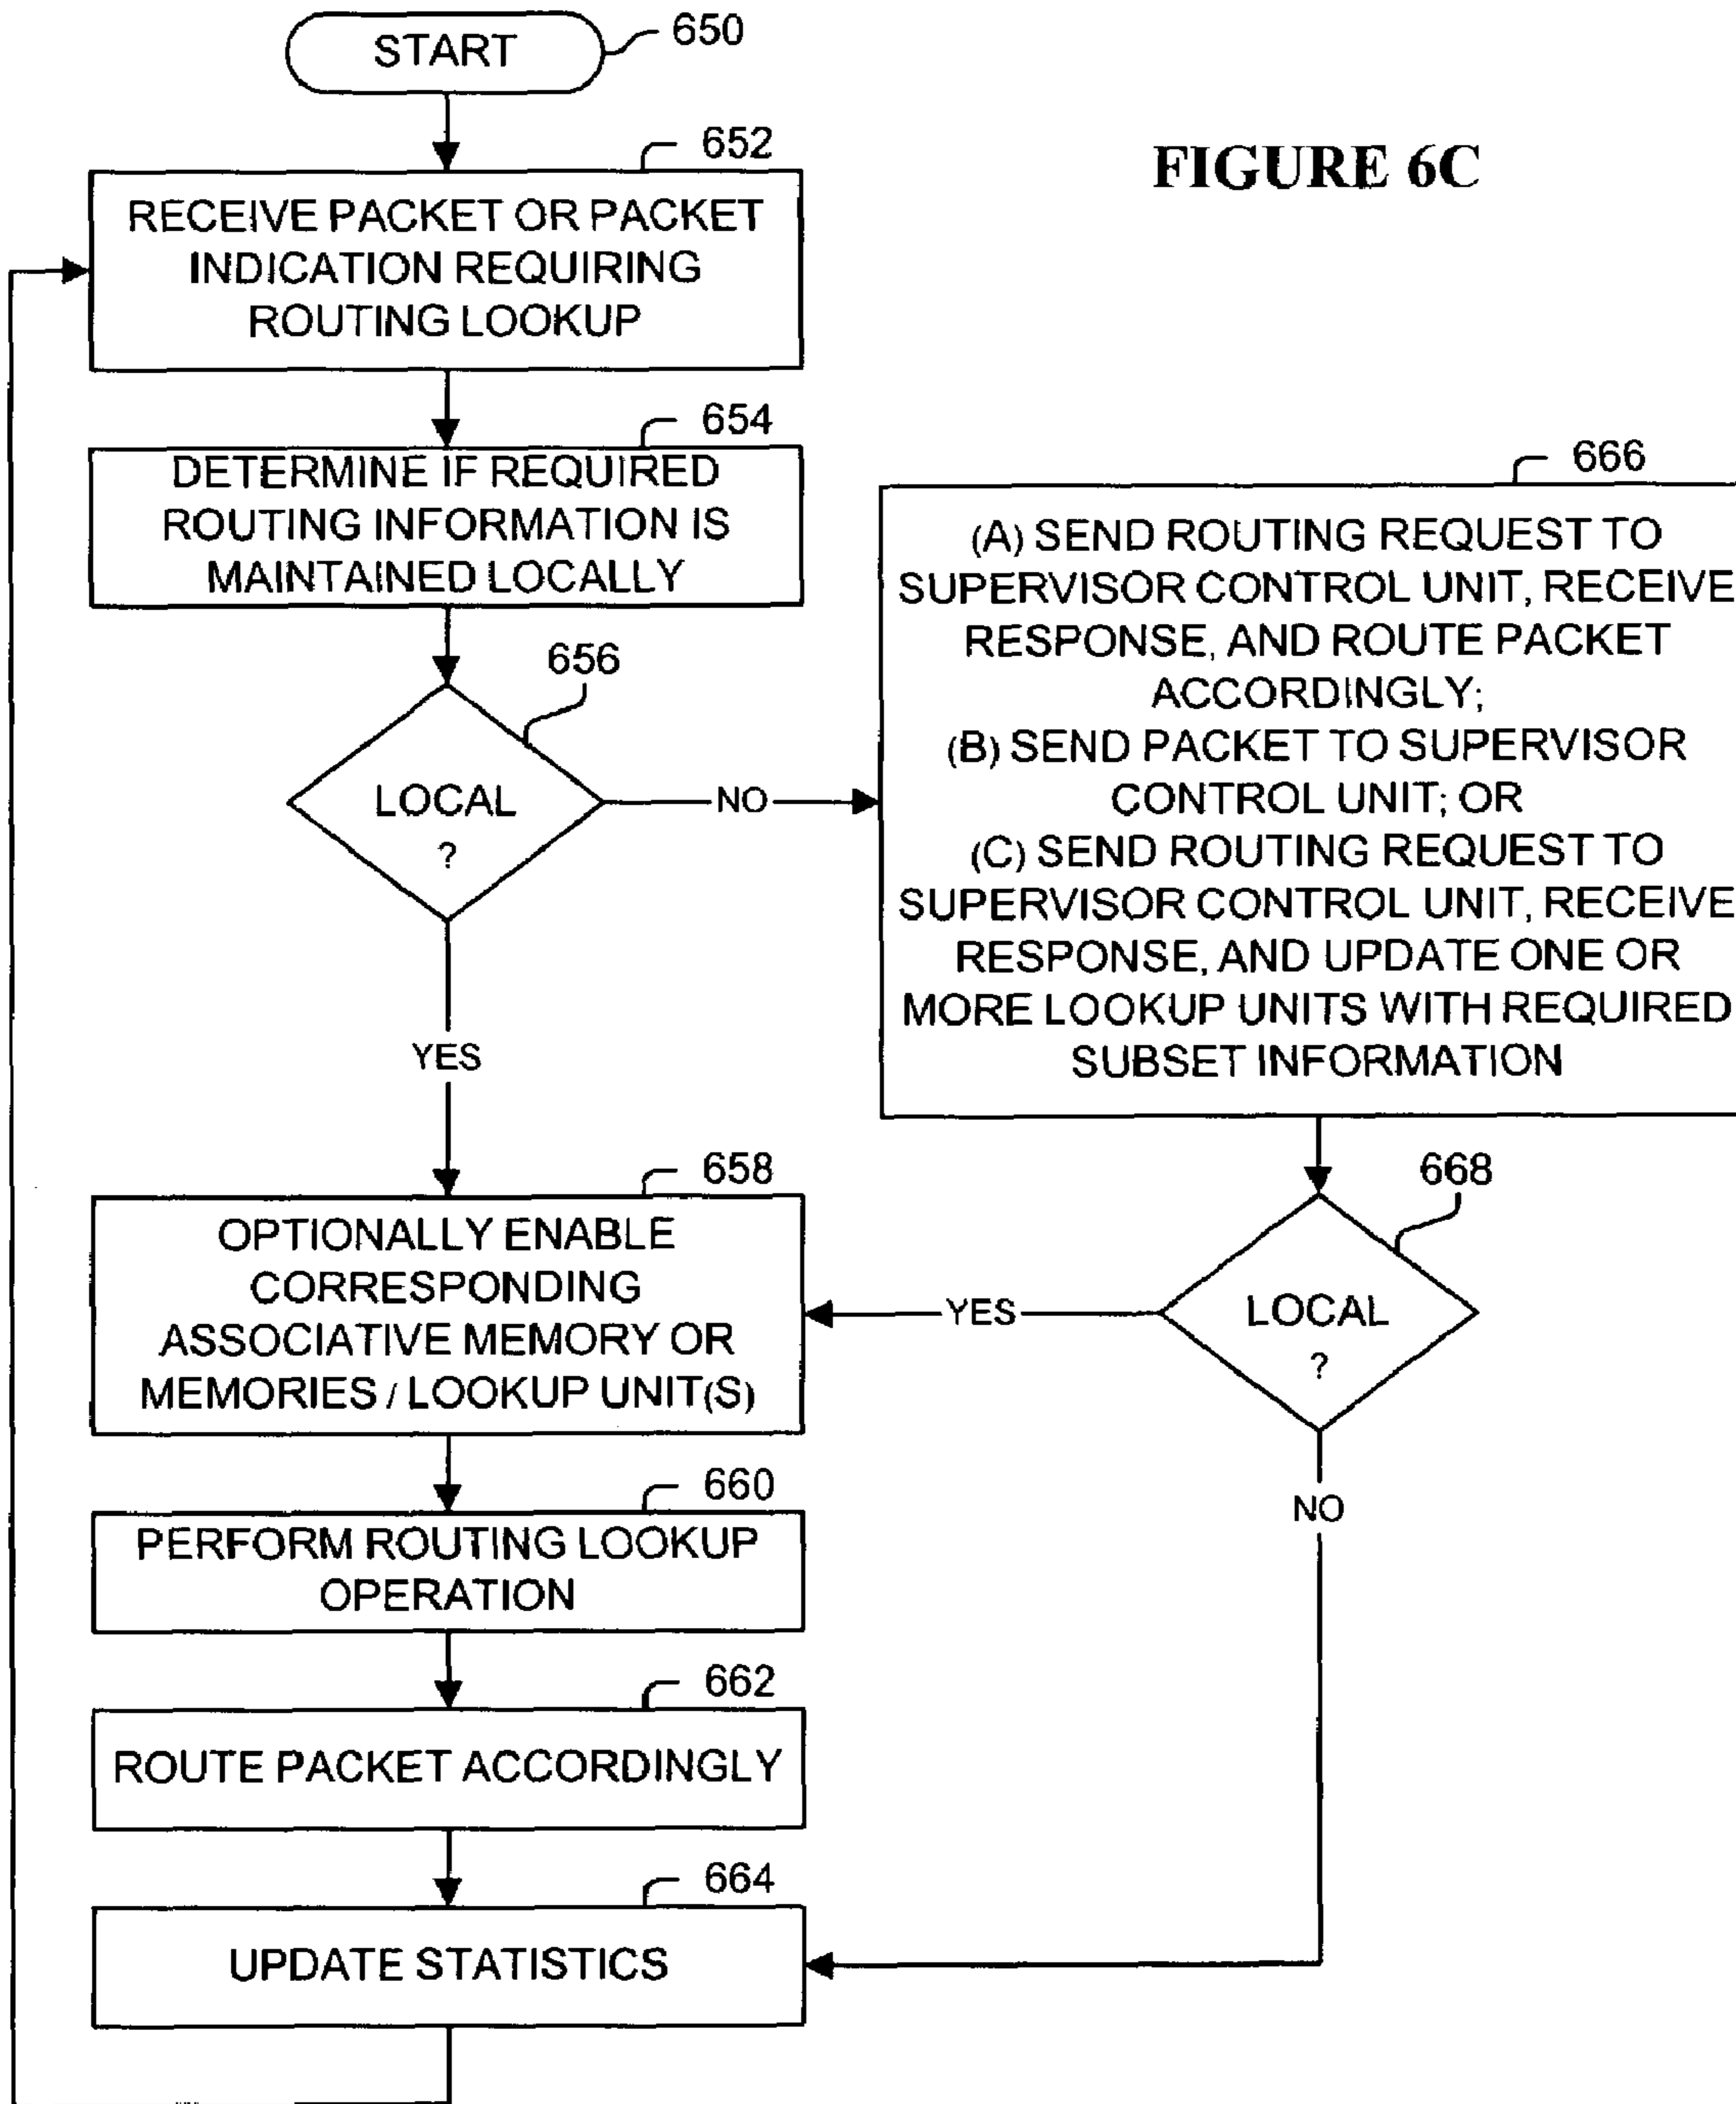 START
650
FIGURE 6C
652
RECEIVE PACKET OR PACKET
INDICATION REQUIRING
ROUTING LOOKUP
654
DETERMINE IF REQUIRED
ROUTING INFORMATION IS
MAINTAINED LOCALLY
656
LOCAL
?
NO
YES
666
(A) SEND ROUTING REQUEST TO
SUPERVISOR CONTROL UNIT, RECEIVE
RESPONSE, AND ROUTE PACKET
ACCORDINGLY;
(B) SEND PACKET TO SUPERVISOR
CONTROL UNIT; OR
(C) SEND ROUTING REQUEST TO
SUPERVISOR CONTROL UNIT, RECEIVE
RESPONSE, AND UPDATE ONE OR
MORE LOOKUP UNITS WITH REQUIRED
SUBSET INFORMATION
668
LOCAL
?
YES
NO
658
OPTIONALLY ENABLE
CORRESPONDING
ASSOCIATIVE MEMORY OR
MEMORIES / LOOKUP UNIT(S)
660
PERFORM ROUTING LOOKUP
OPERATION
662
ROUTE PACKET ACCORDINGLY
664
UPDATE STATISTICS